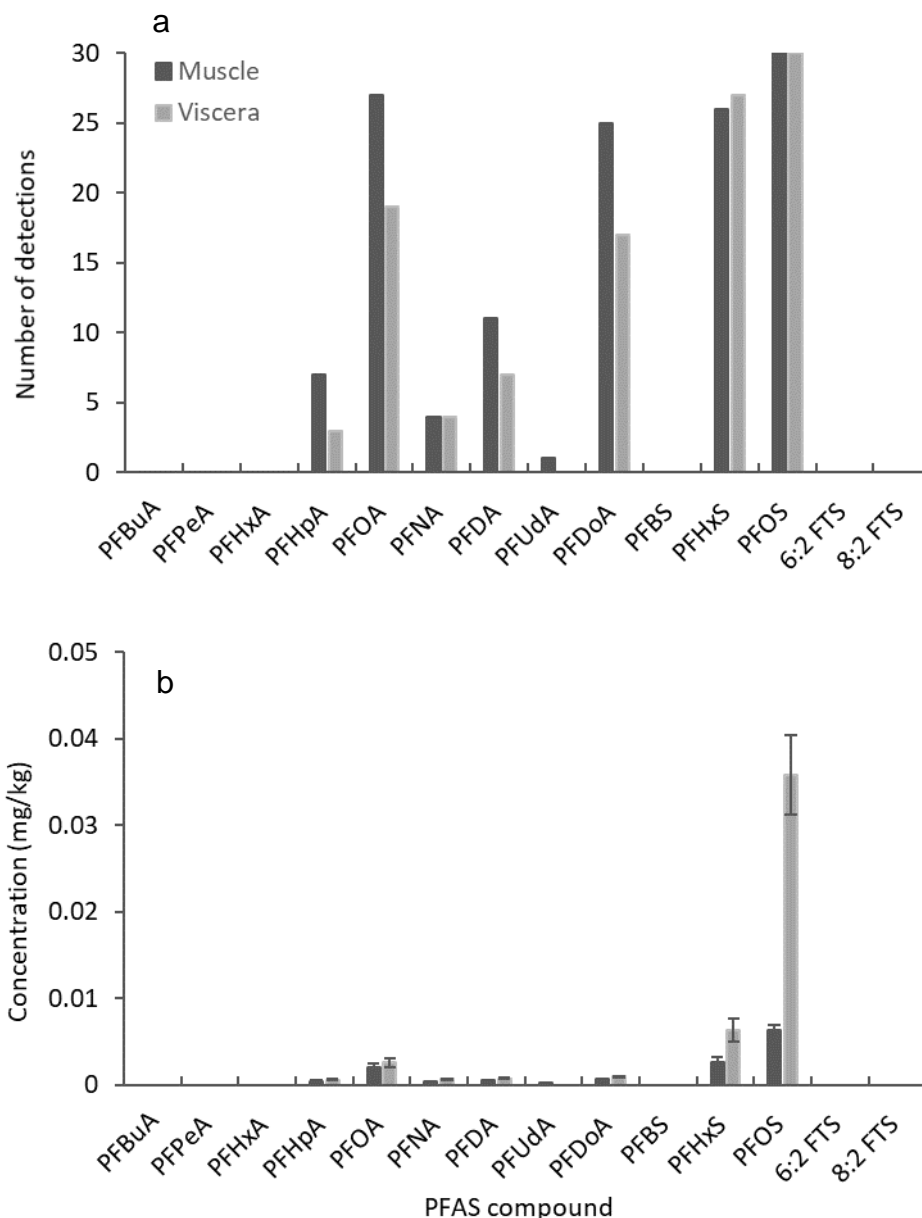 a
30
25
20
15
10
5
0
Number of detections
Muscle
Viscera
PFBuA
PFPeA
PFHxA
PFHpA
PFOA
PFNA
PFDA
PFUdA
PFDoA
PFBS
PFHxS
PFOS
6:2 FTS
8:2 FTS
b
0.05
0.04
0.03
0.02
0.01
0
Concentration (mg/kg)
PFBuA
PFPeA
PFHxA
PFHpA
PFOA
PFNA
PFDA
PFUdA
PFDoA
PFBS
PFHxS
PFOS
6:2 FTS
8:2 FTS
PFAS compound